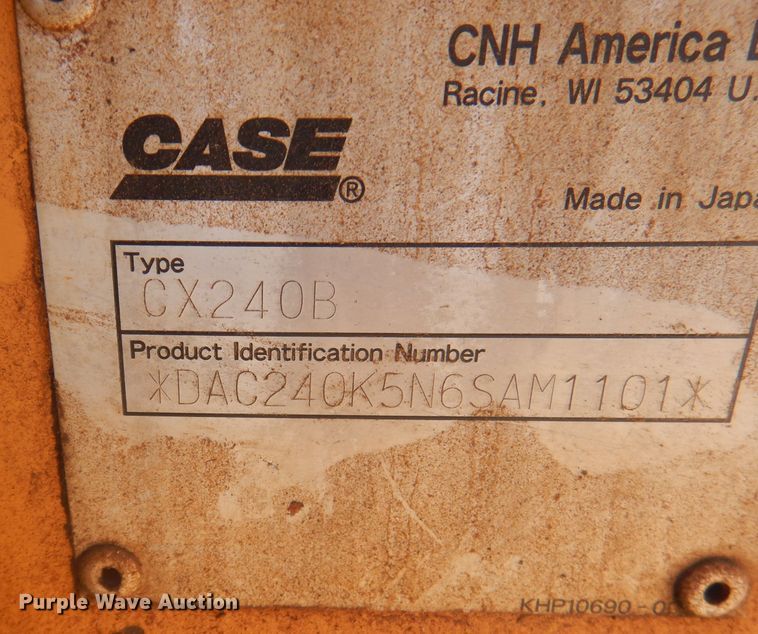 CNH America
Racine, WI 53404 U.
CASE
®
Made in Japa
Type
CX240B
Product Identification Number
*DAC240K5N6SAM1101*
KHP10690-0
Purple Wave Auction